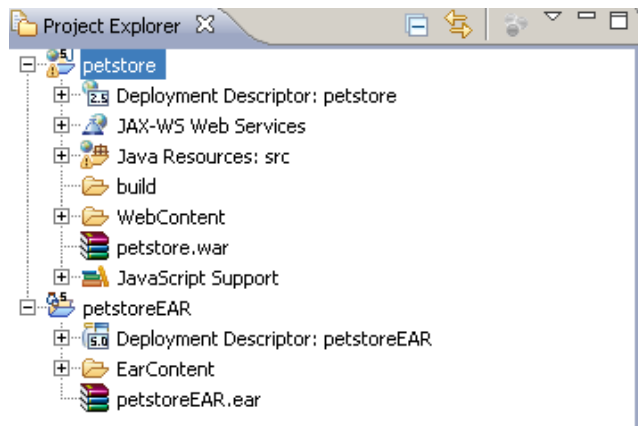 Project Explorer
petstore
Deployment Descriptor: petstore
JAX-WS Web Services
Java Resources: src
build
WebContent
petstore.war
JavaScript Support
petstoreEAR
Deployment Descriptor: petstoreEAR
EarContent
petstoreEAR.ear